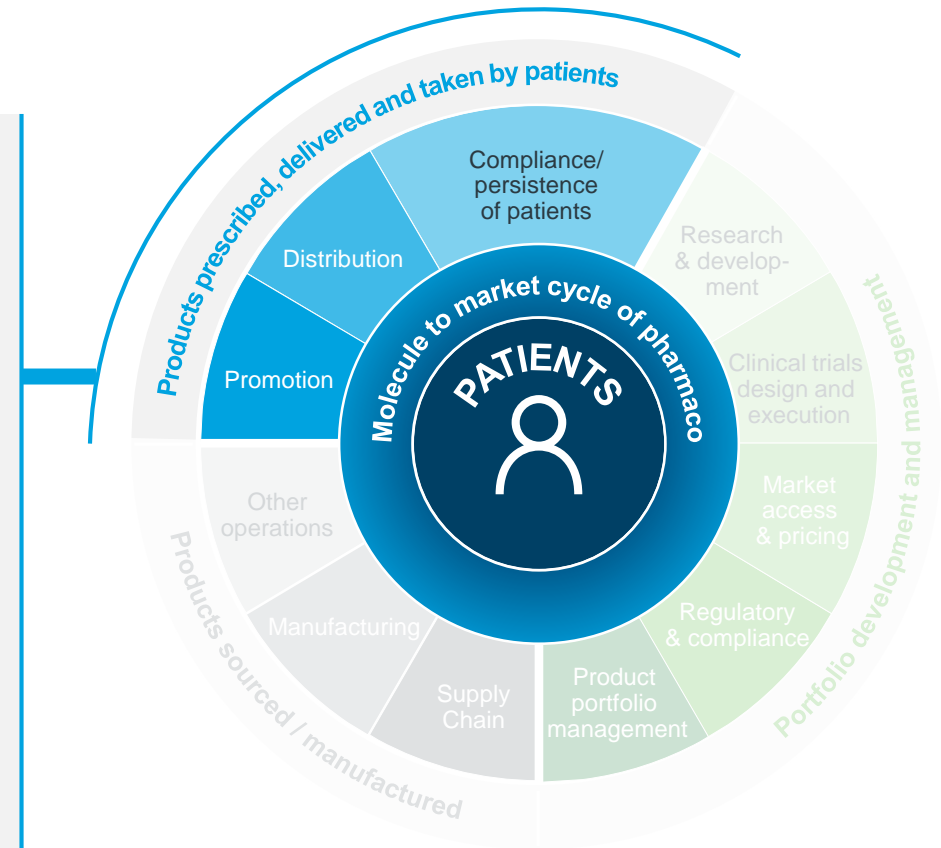 Products prescribed, delivered and taken by patients
Compliance/
persistence
of patients
Distribution
Promotion
Research
& develop-
ment
Clinical trials
design and
execution
Market
access
& pricing
Regulatory
& compliance
Product
portfolio
management
Portfolio development and management
Supply
Chain
Manufacturing
Other
operations
Products sourced / manufactured
Molecule to market cycle of pharmaco
PATIENTS